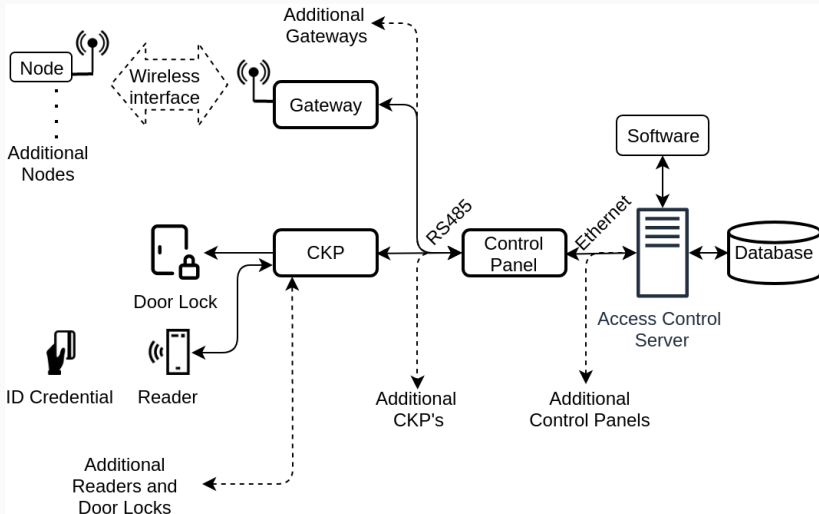 Additional
Gateways
Node
Wireless
interface
Gateway
Additional
Nodes
Software
RS485
Ethernet
CKP
Control
Panel
Database
Door Lock
Access Control
Server
ID Credential
Reader
Additional
CKP's
Additional
Control Panels
Additional
Readers and
Door Locks